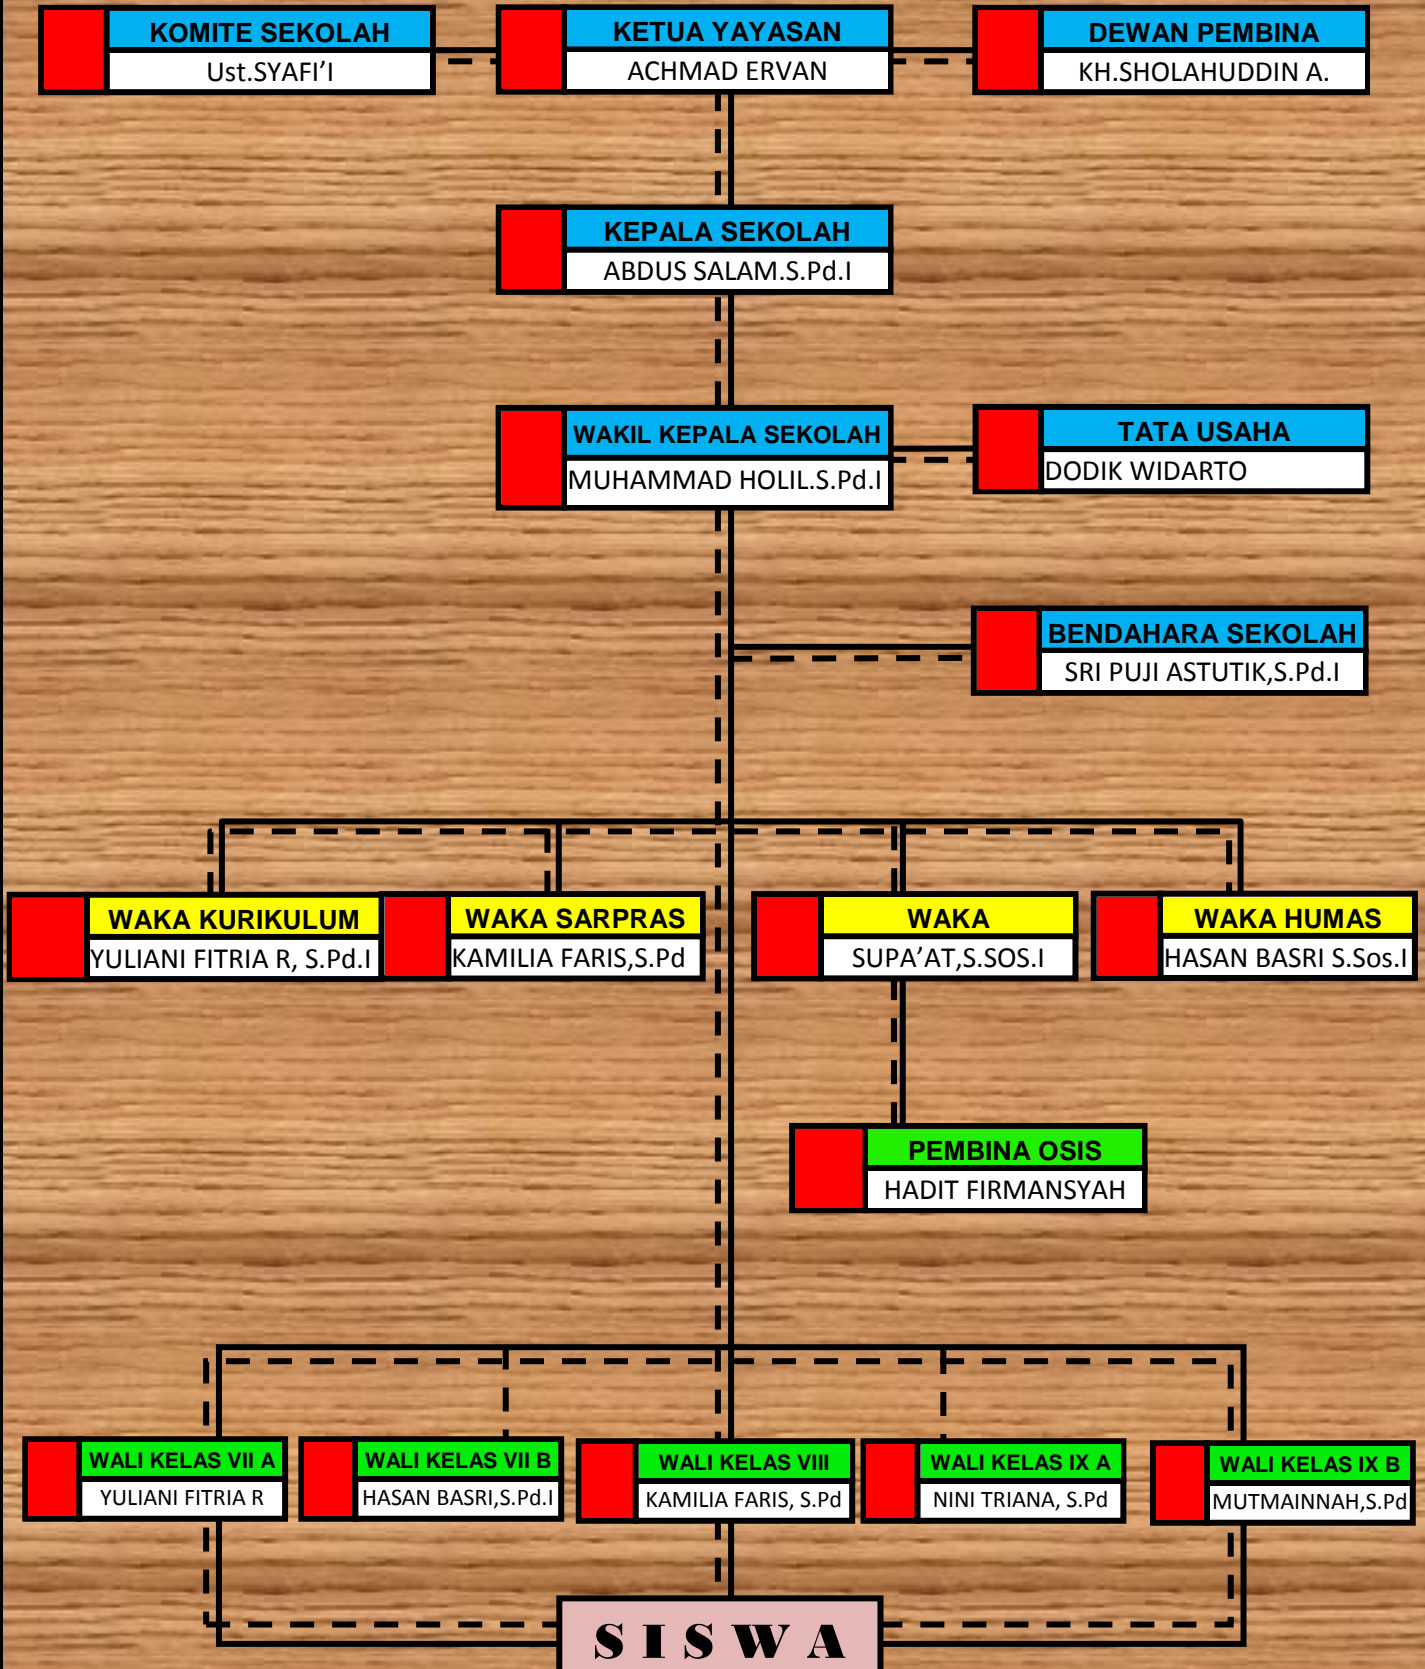 KOMITE SEKOLAH
Ust.SYAFI’I
KETUA YAYASAN
ACHMAD ERVAN
DEWAN PEMBINA
KH.SHOLAHUDDIN A.
KEPALA SEKOLAH
ABDUS SALAM.S.Pd.I
WAKIL KEPALA SEKOLAH
MUHAMMAD HOLIL.S.Pd.I
TATA USAHA
DODIK WIDARTO
BENDAHARA SEKOLAH
SRI PUJI ASTUTIK,S.Pd.I
WAKA KURIKULUM
YULIANI FITRIA R, S.Pd.I
WAKA SARPRAS
KAMILIA FARIS,S.Pd
WAKA
SUPA’AT,S.SOS.I
WAKA HUMAS
HASAN BASRI S.Sos.I
PEMBINA OSIS
HADIT FIRMANSYAH
WALI KELAS VII A
YULIANI FITRIA R
WALI KELAS VII B
HASAN BASRI,S.Pd.I
WALI KELAS VIII
KAMILIA FARIS, S.Pd
WALI KELAS IX A
NINI TRIANA, S.Pd
WALI KELAS IX B
MUTMAINNAH,S.Pd
S I S W A